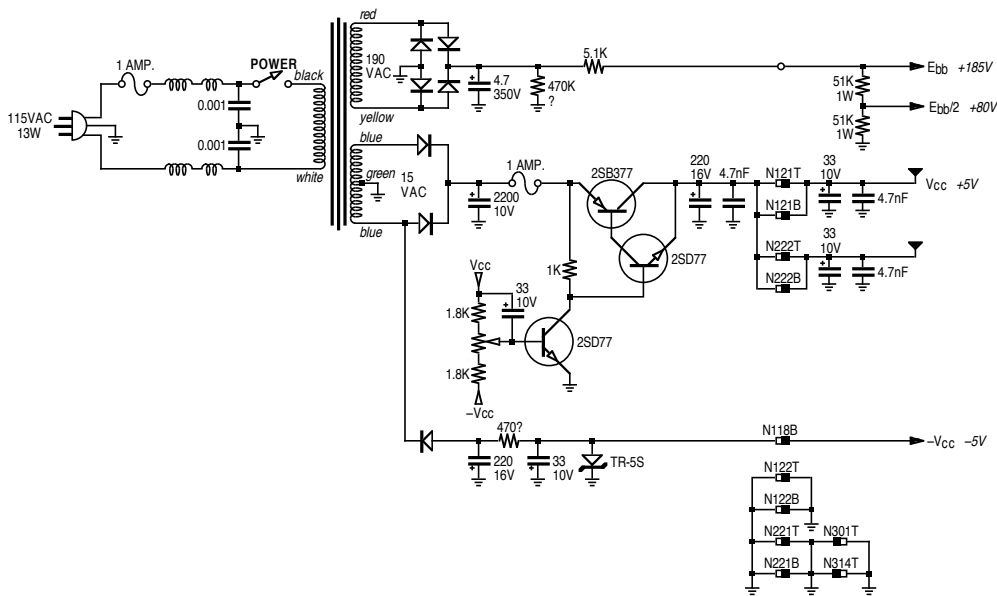 red
1 AMP.
POWER
black
190
VAC
5.1K
Ebb +185V
4.7
350V
470K
?
51K
1W
Ebb/2 +80V
51K
1W
0.001
0.001
115VAC
13W
yellow
blue
white
green
15
VAC
1 AMP.
2SB377
220
16V
4.7nF
N121T
33
10V
Vcc +5V
4.7nF
N121B
2200
10V
blue
33
10V
N222T
N222B
4.7nF
1K
2SD77
Vcc
33
10V
1.8K
2SD77
1.8K
–Vcc
470?
N118B
–Vcc –5V
220
16V
33
10V
TR-5S
N122T
N122B
N221T
N301T
N221B
N314T